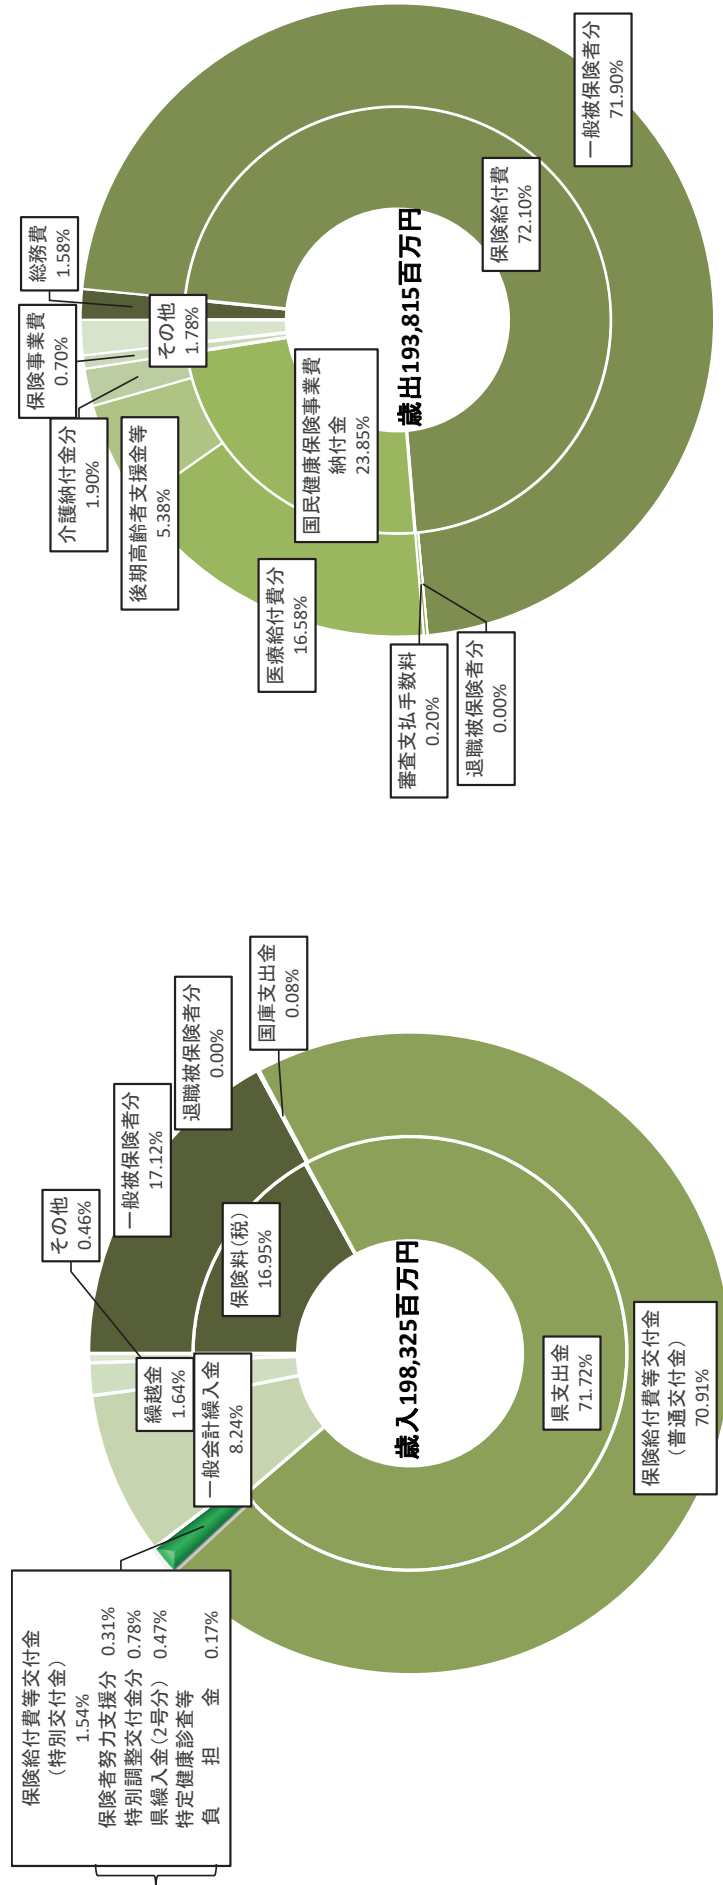 保険給付費等交付金
(特別交付金)
1.54%
保険者努力支援分 0.31%
特別調整交付金分 0.78%
県繰入金(2号分) 0.47%
特定健康診査等
負担金 0.17%
その他
0.46%
繰越金
1.64%
一般会計繰入金
8.24%
一般被保険者分
17.12%
退職被保険者分
0.00%
保険料(税)
16.95%
国庫支出金
0.08%
歳入198,325百万円
県支出金
71.72%
保険給付費等交付金
(普通交付金)
70.91%
総務費
1.58%
保険事業費
0.70%
その他
1.78%
介護納付金分
1.90%
後期高齢者支援金等
5.38%
国民健康保険事業費
納付金
23.85%
医療給付費分
16.58%
審査支払手数料
0.20%
退職被保険者分
0.00%
歳出193,815百万円
保険給付費
72.10%
一般被保険者分
71.90%